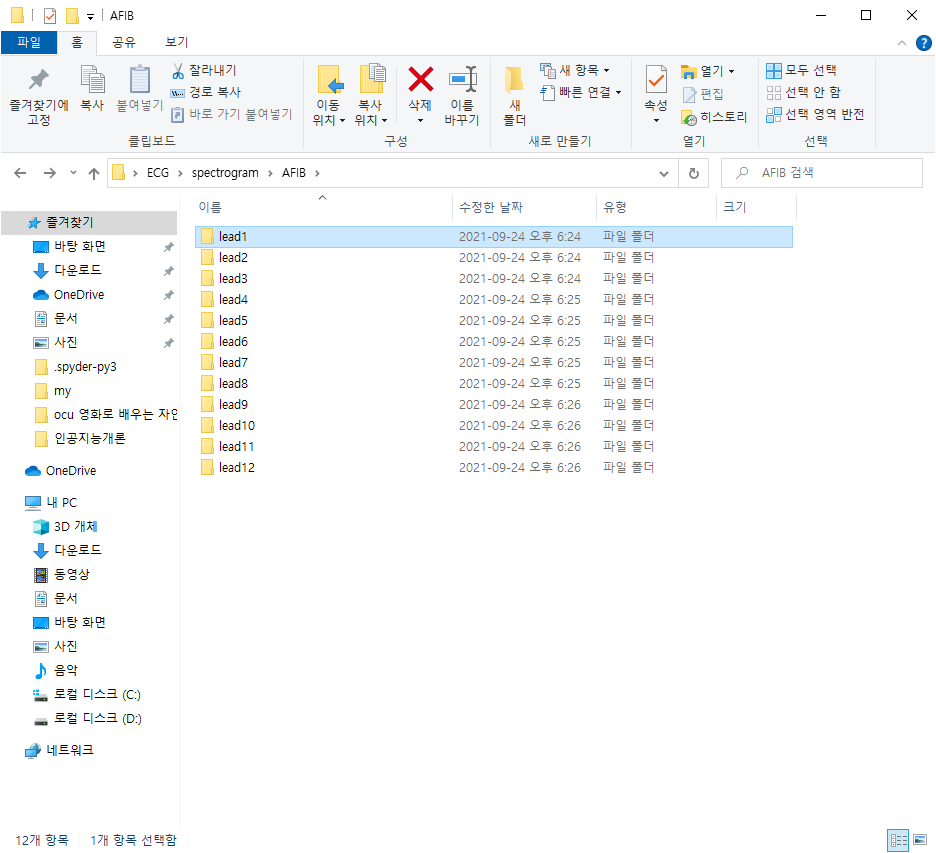 AFIB
파일 홈 공유 보기
즐겨찾기에 고정
복사
붙여넣기
잘라내기
경로 복사
바로 가기 붙여넣기
클립보드
이동 위치
복사 위치
삭제
이름 바꾸기
구성
새 폴더
새 항목
빠른 연결
새로 만들기
속성
열기
편집
히스토리
열기
모두 선택
선택 안 함
선택 영역 반전
선택
ECG > spectrogram > AFIB >
AFIB 검색
이름 수정한 날짜 유형 크기
lead1 2021-09-24 오후 6:24 파일 폴더
lead2 2021-09-24 오후 6:24 파일 폴더
lead3 2021-09-24 오후 6:24 파일 폴더
lead4 2021-09-24 오후 6:25 파일 폴더
lead5 2021-09-24 오후 6:25 파일 폴더
lead6 2021-09-24 오후 6:25 파일 폴더
lead7 2021-09-24 오후 6:25 파일 폴더
lead8 2021-09-24 오후 6:25 파일 폴더
lead9 2021-09-24 오후 6:26 파일 폴더
lead10 2021-09-24 오후 6:26 파일 폴더
lead11 2021-09-24 오후 6:26 파일 폴더
lead12 2021-09-24 오후 6:26 파일 폴더
즐겨찾기
바탕 화면
다운로드
OneDrive
문서
사진
.spyder-py3
my
ocu 영화로 배우는 자연
인공지능개론
OneDrive
내 PC
3D 개체
다운로드
동영상
문서
바탕 화면
사진
음악
로컬 디스크 (C:)
로컬 디스크 (D:)
네트워크
12개 항목 1개 항목 선택함